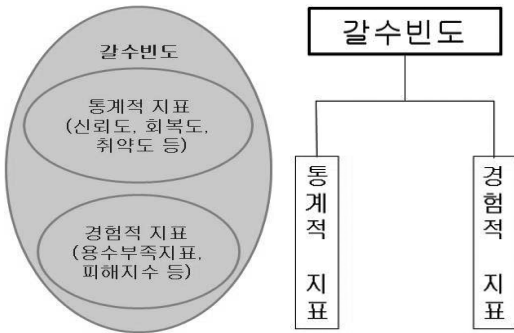 갈수빈도
통계적 지표
(신뢰도, 회복도,
취약도 등)
경험적 지표
(용수부족지표,
피해지수 등)
갈수빈도
통계적 지표
경험적 지표